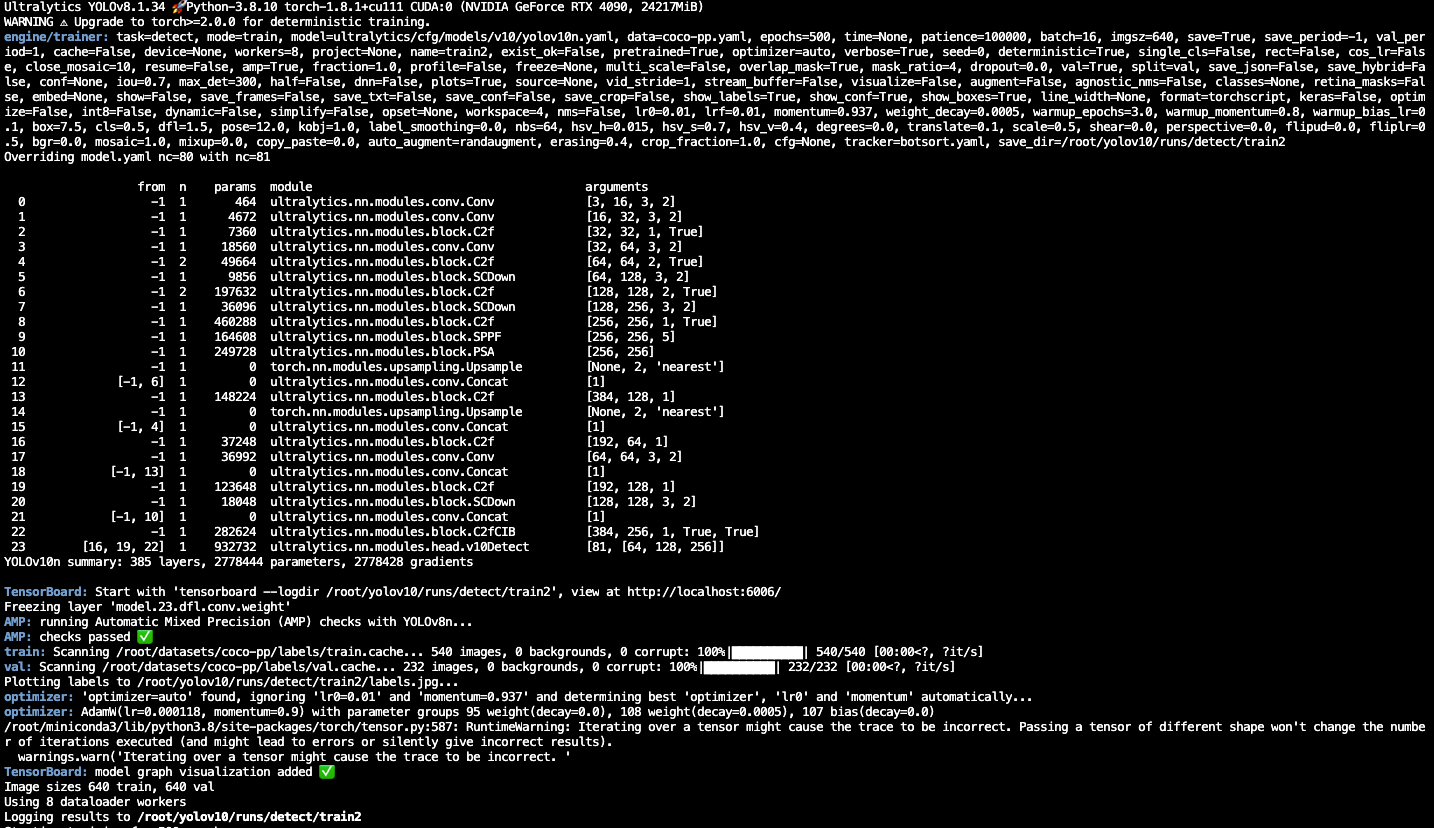 Ultralytics YOLOv8.1.34 🚀Python-3.8.10 torch-1.8.1+cu111 CUDA:0 (NVIDIA GeForce RTX 4090, 24217MiB)
WARNING ⚠ Upgrade to torch>=2.0.0 for deterministic training.
engine/trainer: task=detect, mode=train, model=ultralytics/cfg/models/v10/yolov10n.yaml, data=coco-pp.yaml, epochs=500, time=None, patience=100000, batch=16, imgsz=640, save=True, save_period=-1, val_per
iod=1, cache=False, device=None, workers=8, project=None, name=train2, exist_ok=False, pretrained=True, optimizer=auto, verbose=True, seed=0, deterministic=True, single_cls=False, rect=False, cos_lr=Fals
e, close_mosaic=10, resume=False, amp=True, fraction=1.0, profile=False, freeze=None, multi_scale=False, overlap_mask=True, mask_ratio=4, dropout=0.0, val=True, split=val, save_json=False, save_hybrid=Fa
lse, conf=None, iou=0.7, max_det=300, half=False, dnn=False, plots=True, source=None, vid_stride=1, stream_buffer=False, visualize=False, augment=False, agnostic_nms=False, classes=None, retina_masks=Fal
se, embed=None, show=False, save_frames=False, save_txt=False, save_conf=False, save_crop=False, show_labels=True, show_conf=True, show_boxes=True, line_width=None, format=torchscript, keras=False, optim
ize=False, int8=False, dynamic=False, simplify=False, opset=None, workspace=4, nms=False, lr0=0.01, lrf=0.01, momentum=0.937, weight_decay=0.0005, warmup_epochs=3.0, warmup_momentum=0.8, warmup_bias_lr=0
.1, box=7.5, cls=0.5, dfl=1.5, pose=12.0, kobj=1.0, label_smoothing=0.0, nbs=64, hsv_h=0.015, hsv_s=0.7, hsv_v=0.4, degrees=0.0, translate=0.1, scale=0.5, shear=0.0, perspective=0.0, flipud=0.0, fliplr=0
.5, bgr=0.0, mosaic=1.0, mixup=0.0, copy_paste=0.0, auto_augment=randaugment, erasing=0.4, crop_fraction=1.0, cfg=None, tracker=botsort.yaml, save_dir=/root/yolov10/runs/detect/train2
Overriding model.yaml nc=80 with nc=81
from n params module arguments
0 -1 1 464 ultralytics.nn.modules.conv.Conv [3, 16, 3, 2]
1 -1 1 4672 ultralytics.nn.modules.conv.Conv [16, 32, 3, 2]
2 -1 1 7360 ultralytics.nn.modules.block.C2f [32, 32, 1, True]
3 -1 1 18560 ultralytics.nn.modules.conv.Conv [32, 64, 3, 2]
4 -1 2 49664 ultralytics.nn.modules.block.C2f [64, 64, 2, True]
5 -1 1 9856 ultralytics.nn.modules.block.SCDown [64, 128, 3, 2]
6 -1 2 197632 ultralytics.nn.modules.block.C2f [128, 128, 2, True]
7 -1 1 36096 ultralytics.nn.modules.block.SCDown [128, 256, 3, 2]
8 -1 1 460288 ultralytics.nn.modules.block.C2f [256, 256, 1, True]
9 -1 1 164608 ultralytics.nn.modules.block.SPPF [256, 256, 5]
10 -1 1 249728 ultralytics.nn.modules.block.PSA [256, 256]
11 -1 1 0 torch.nn.modules.upsampling.Upsample [None, 2, 'nearest']
12 [-1, 6] 1 0 ultralytics.nn.modules.conv.Concat [1]
13 -1 1 148224 ultralytics.nn.modules.block.C2f [384, 128, 1]
14 -1 1 0 torch.nn.modules.upsampling.Upsample [None, 2, 'nearest']
15 [-1, 4] 1 0 ultralytics.nn.modules.conv.Concat [1]
16 -1 1 37248 ultralytics.nn.modules.block.C2f [192, 64, 1]
17 -1 1 36992 ultralytics.nn.modules.conv.Conv [64, 64, 3, 2]
18 [-1, 13] 1 0 ultralytics.nn.modules.conv.Concat [1]
19 -1 1 123648 ultralytics.nn.modules.block.C2f [192, 128, 1]
20 -1 1 18048 ultralytics.nn.modules.block.SCDown [128, 128, 3, 2]
21 [-1, 10] 1 0 ultralytics.nn.modules.conv.Concat [1]
22 -1 1 282624 ultralytics.nn.modules.block.C2fCIB [384, 256, 1, True, True]
23 [16, 19, 22] 1 932732 ultralytics.nn.modules.head.v10Detect [81, [64, 128, 256]]
YOLOv10n summary: 385 layers, 2778444 parameters, 2778428 gradients
TensorBoard: Start with 'tensorboard --logdir /root/yolov10/runs/detect/train2', view at http://localhost:6006/
Freezing layer 'model.23.dfl.conv.weight'
AMP: running Automatic Mixed Precision (AMP) checks with YOLOv8n...
AMP: checks passed ✅
train: Scanning /root/datasets/coco-pp/labels/train.cache... 540 images, 0 backgrounds, 0 corrupt: 100%|██████████| 540/540 [00:00<?, ?it/s]
val: Scanning /root/datasets/coco-pp/labels/val.cache... 232 images, 0 backgrounds, 0 corrupt: 100%|██████████| 232/232 [00:00<?, ?it/s]
Plotting labels to /root/yolov10/runs/detect/train2/labels.jpg...
optimizer: 'optimizer=auto' found, ignoring 'lr0=0.01' and 'momentum=0.937' and determining best 'optimizer', 'lr0' and 'momentum' automatically...
optimizer: AdamW(lr=0.000118, momentum=0.9) with parameter groups 95 weight(decay=0.0), 108 weight(decay=0.0005), 107 bias(decay=0.0)
/root/miniconda3/lib/python3.8/site-packages/torch/tensor.py:587: RuntimeWarning: Iterating over a tensor might cause the trace to be incorrect. Passing a tensor of different shape won't change the numbe
r of iterations executed (and might lead to errors or silently give incorrect results).
warnings.warn('Iterating over a tensor might cause the trace to be incorrect. '
TensorBoard: model graph visualization added ✅
Image sizes 640 train, 640 val
Using 8 dataloader workers
Logging results to /root/yolov10/runs/detect/train2